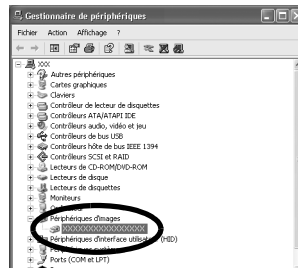 Gestionnaire de périphériques
Fichier Action Affichage ?
XXX
Autres périphériques
Cartes graphiques
Claviers
Contrôleur de lecteur de disquettes
Contrôleurs ATA/ATAPI IDE
Contrôleurs audio, vidéo et jeu
Contrôleurs de bus USB
Contrôleurs hôte de bus IEEE 1394
Contrôleurs SCSI et RAID
Lecteurs de CD-ROM/DVD-ROM
Lecteurs de disque
Lecteurs de disquettes
Moniteurs
Périphériques d'images
XXXXXXXXXXXXXXXX
Périphériques d'interface utilisateur (HID)
Périphériques système
Ports (COM et LPT)